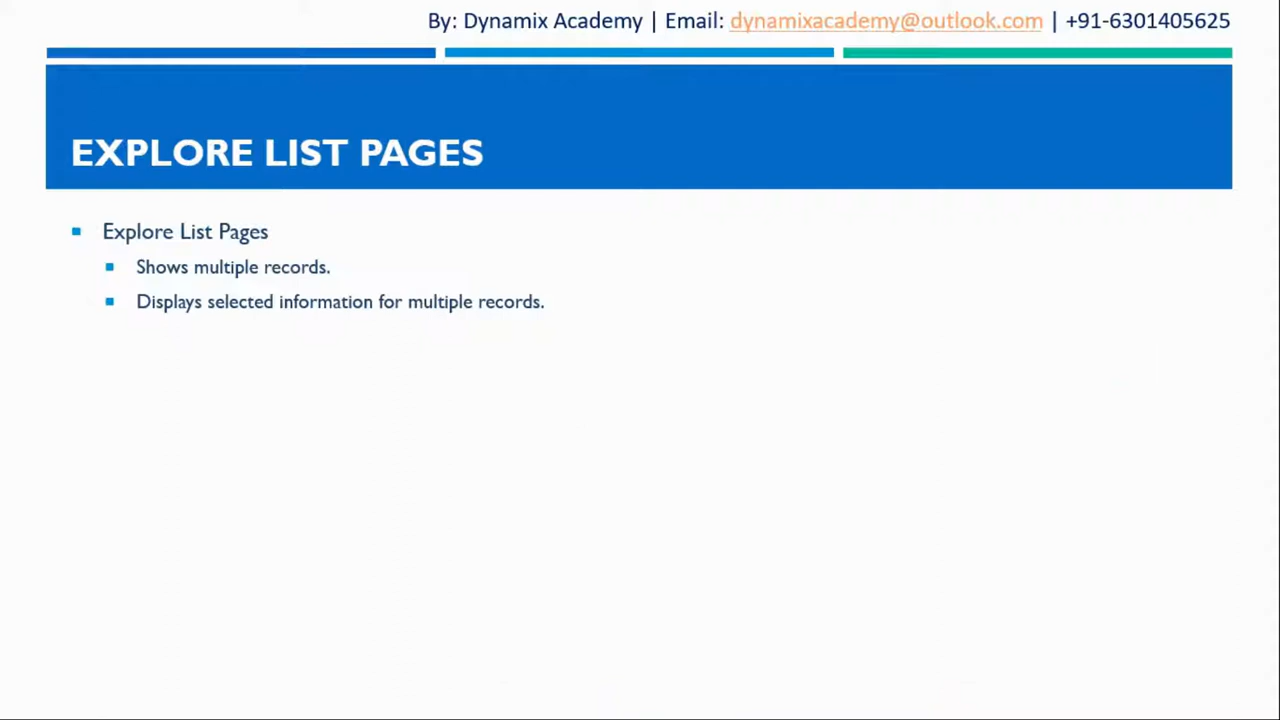 By: Dynamix Academy | Email: dynamixacademy@outlook.com | +91-6301405625
EXPLORE LIST PAGES
Explore List Pages
Shows multiple records.
Displays selected information for multiple records.